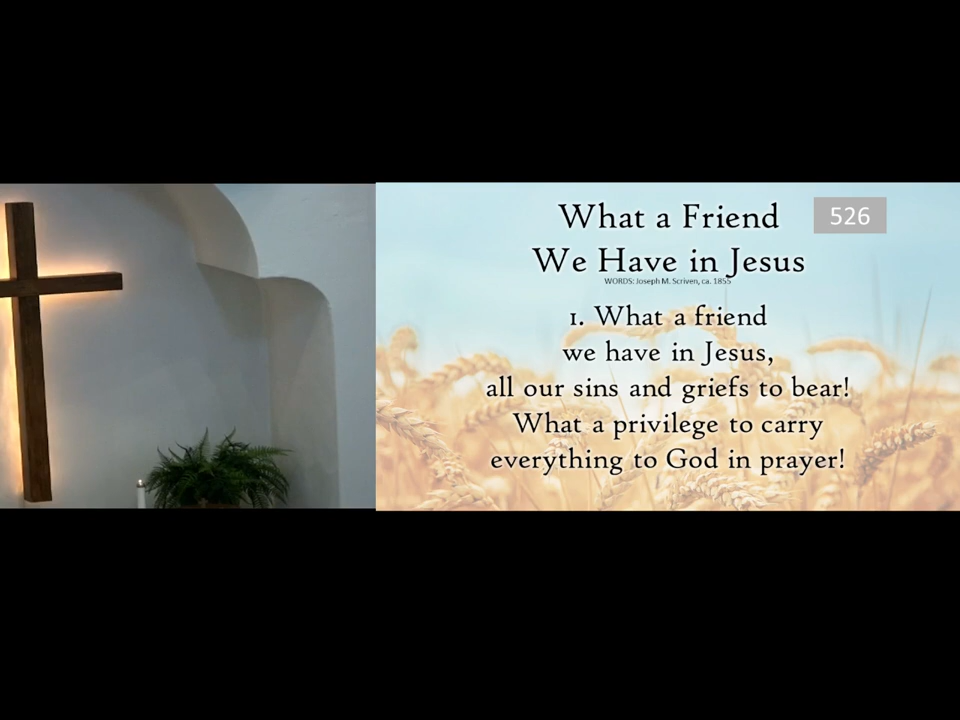 What a Friend
526
We Have in Jesus
WORDS: Joseph M. Scriven, ca. 1855
1. What a friend
we have in Jesus,
all our sins and griefs to bear!
What a privilege to carry
everything to God in prayer!